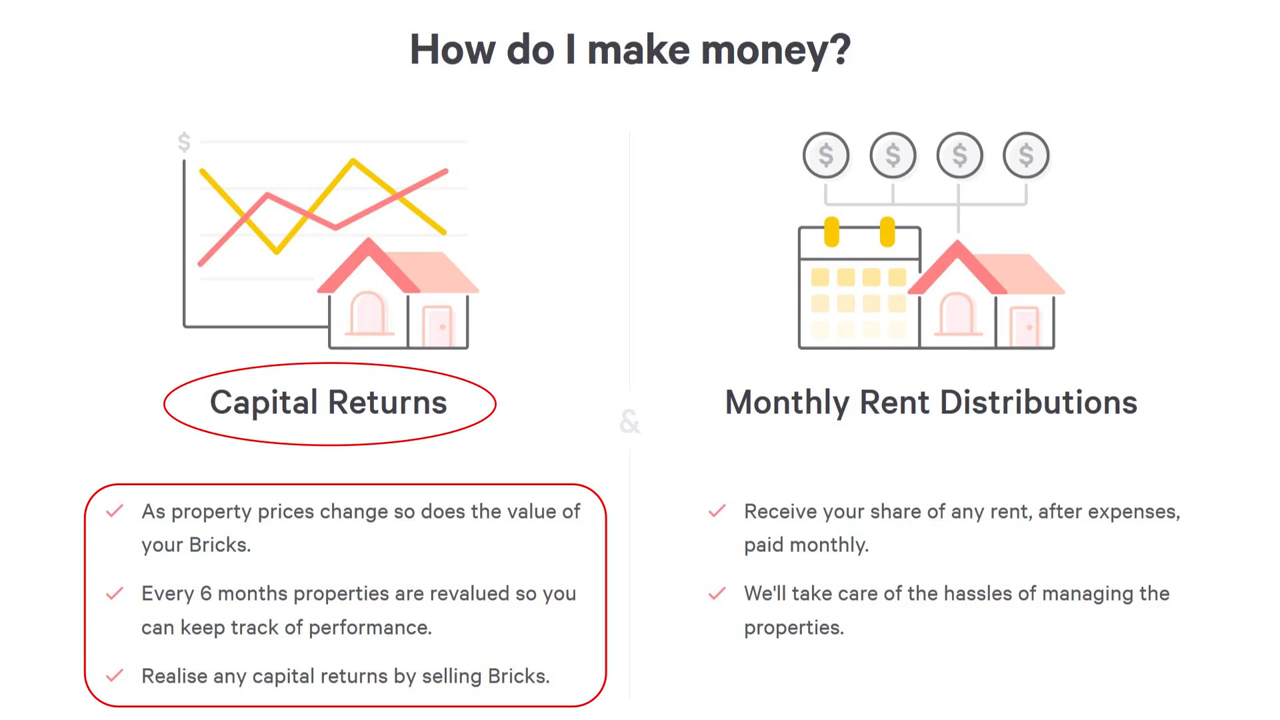 How do I make money?
$
$ $ $ $
Capital Returns
&
Monthly Rent Distributions
As property prices change so does the value of
your Bricks.
Every 6 months properties are revalued so you
can keep track of performance.
Realise any capital returns by selling Bricks.
Receive your share of any rent, after expenses,
paid monthly.
We'll take care of the hassles of managing the
properties.